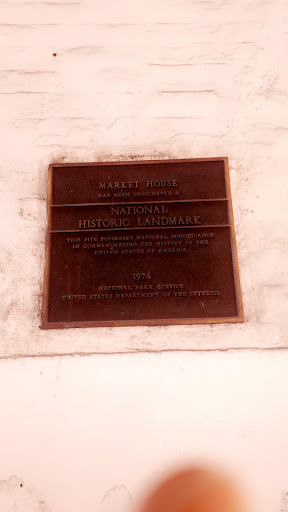 MARKET HOUSE
HAS BEEN DESIGNATED A
NATIONAL
HISTORIC LANDMARK
THIS SITE POSSESSES NATIONAL SIGNIFICANCE
IN COMMEMORATING THE HISTORY OF THE
UNITED STATES OF AMERICA
1974
NATIONAL PARK SERVICE
UNITED STATES DEPARTMENT OF THE INTERIOR